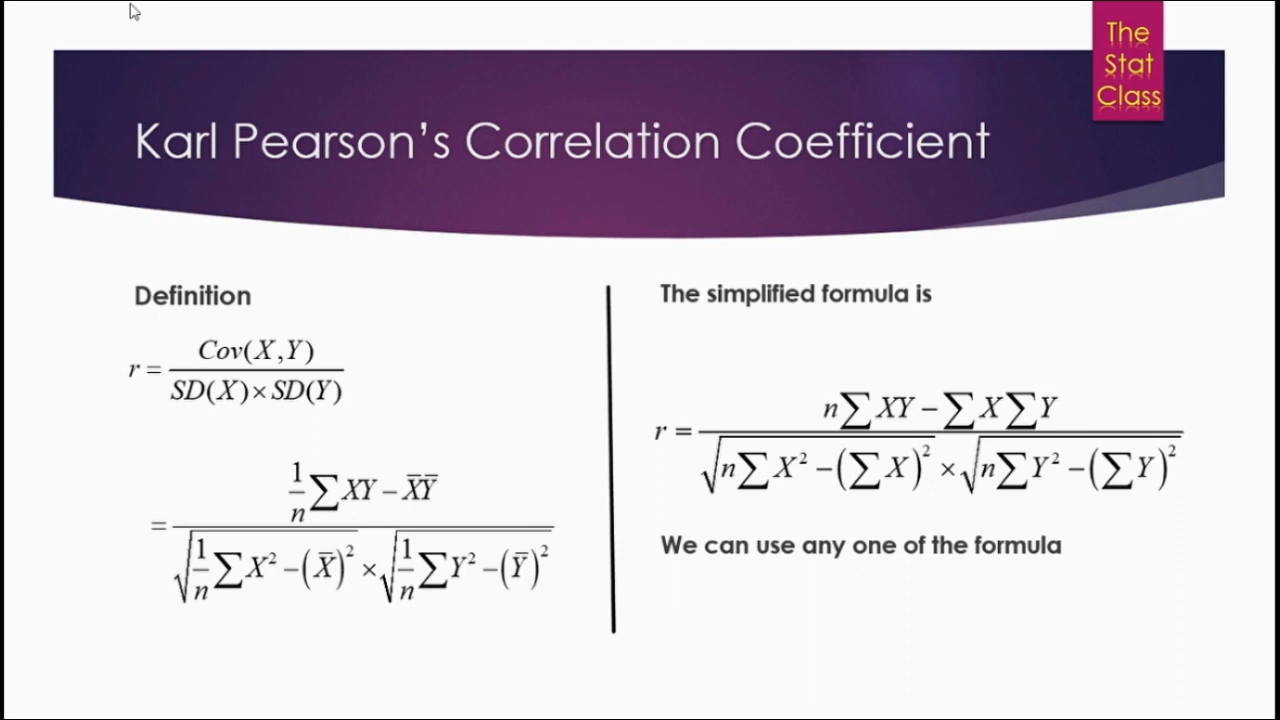 The
Stat
Class
Karl Pearson’s Correlation Coefficient
Definition
r = Cov(X,Y) / SD(X)×SD(Y)
= (1/n ∑XY – X̅Y̅) / (√(1/n ∑X² –(X̅)²) × √(1/n ∑Y² –(Y̅)²))
The simplified formula is
r = (n∑XY – ∑X∑Y) / (√(n∑X² –(∑X)²) × √(n∑Y² –(∑Y)²))
We can use any one of the formula